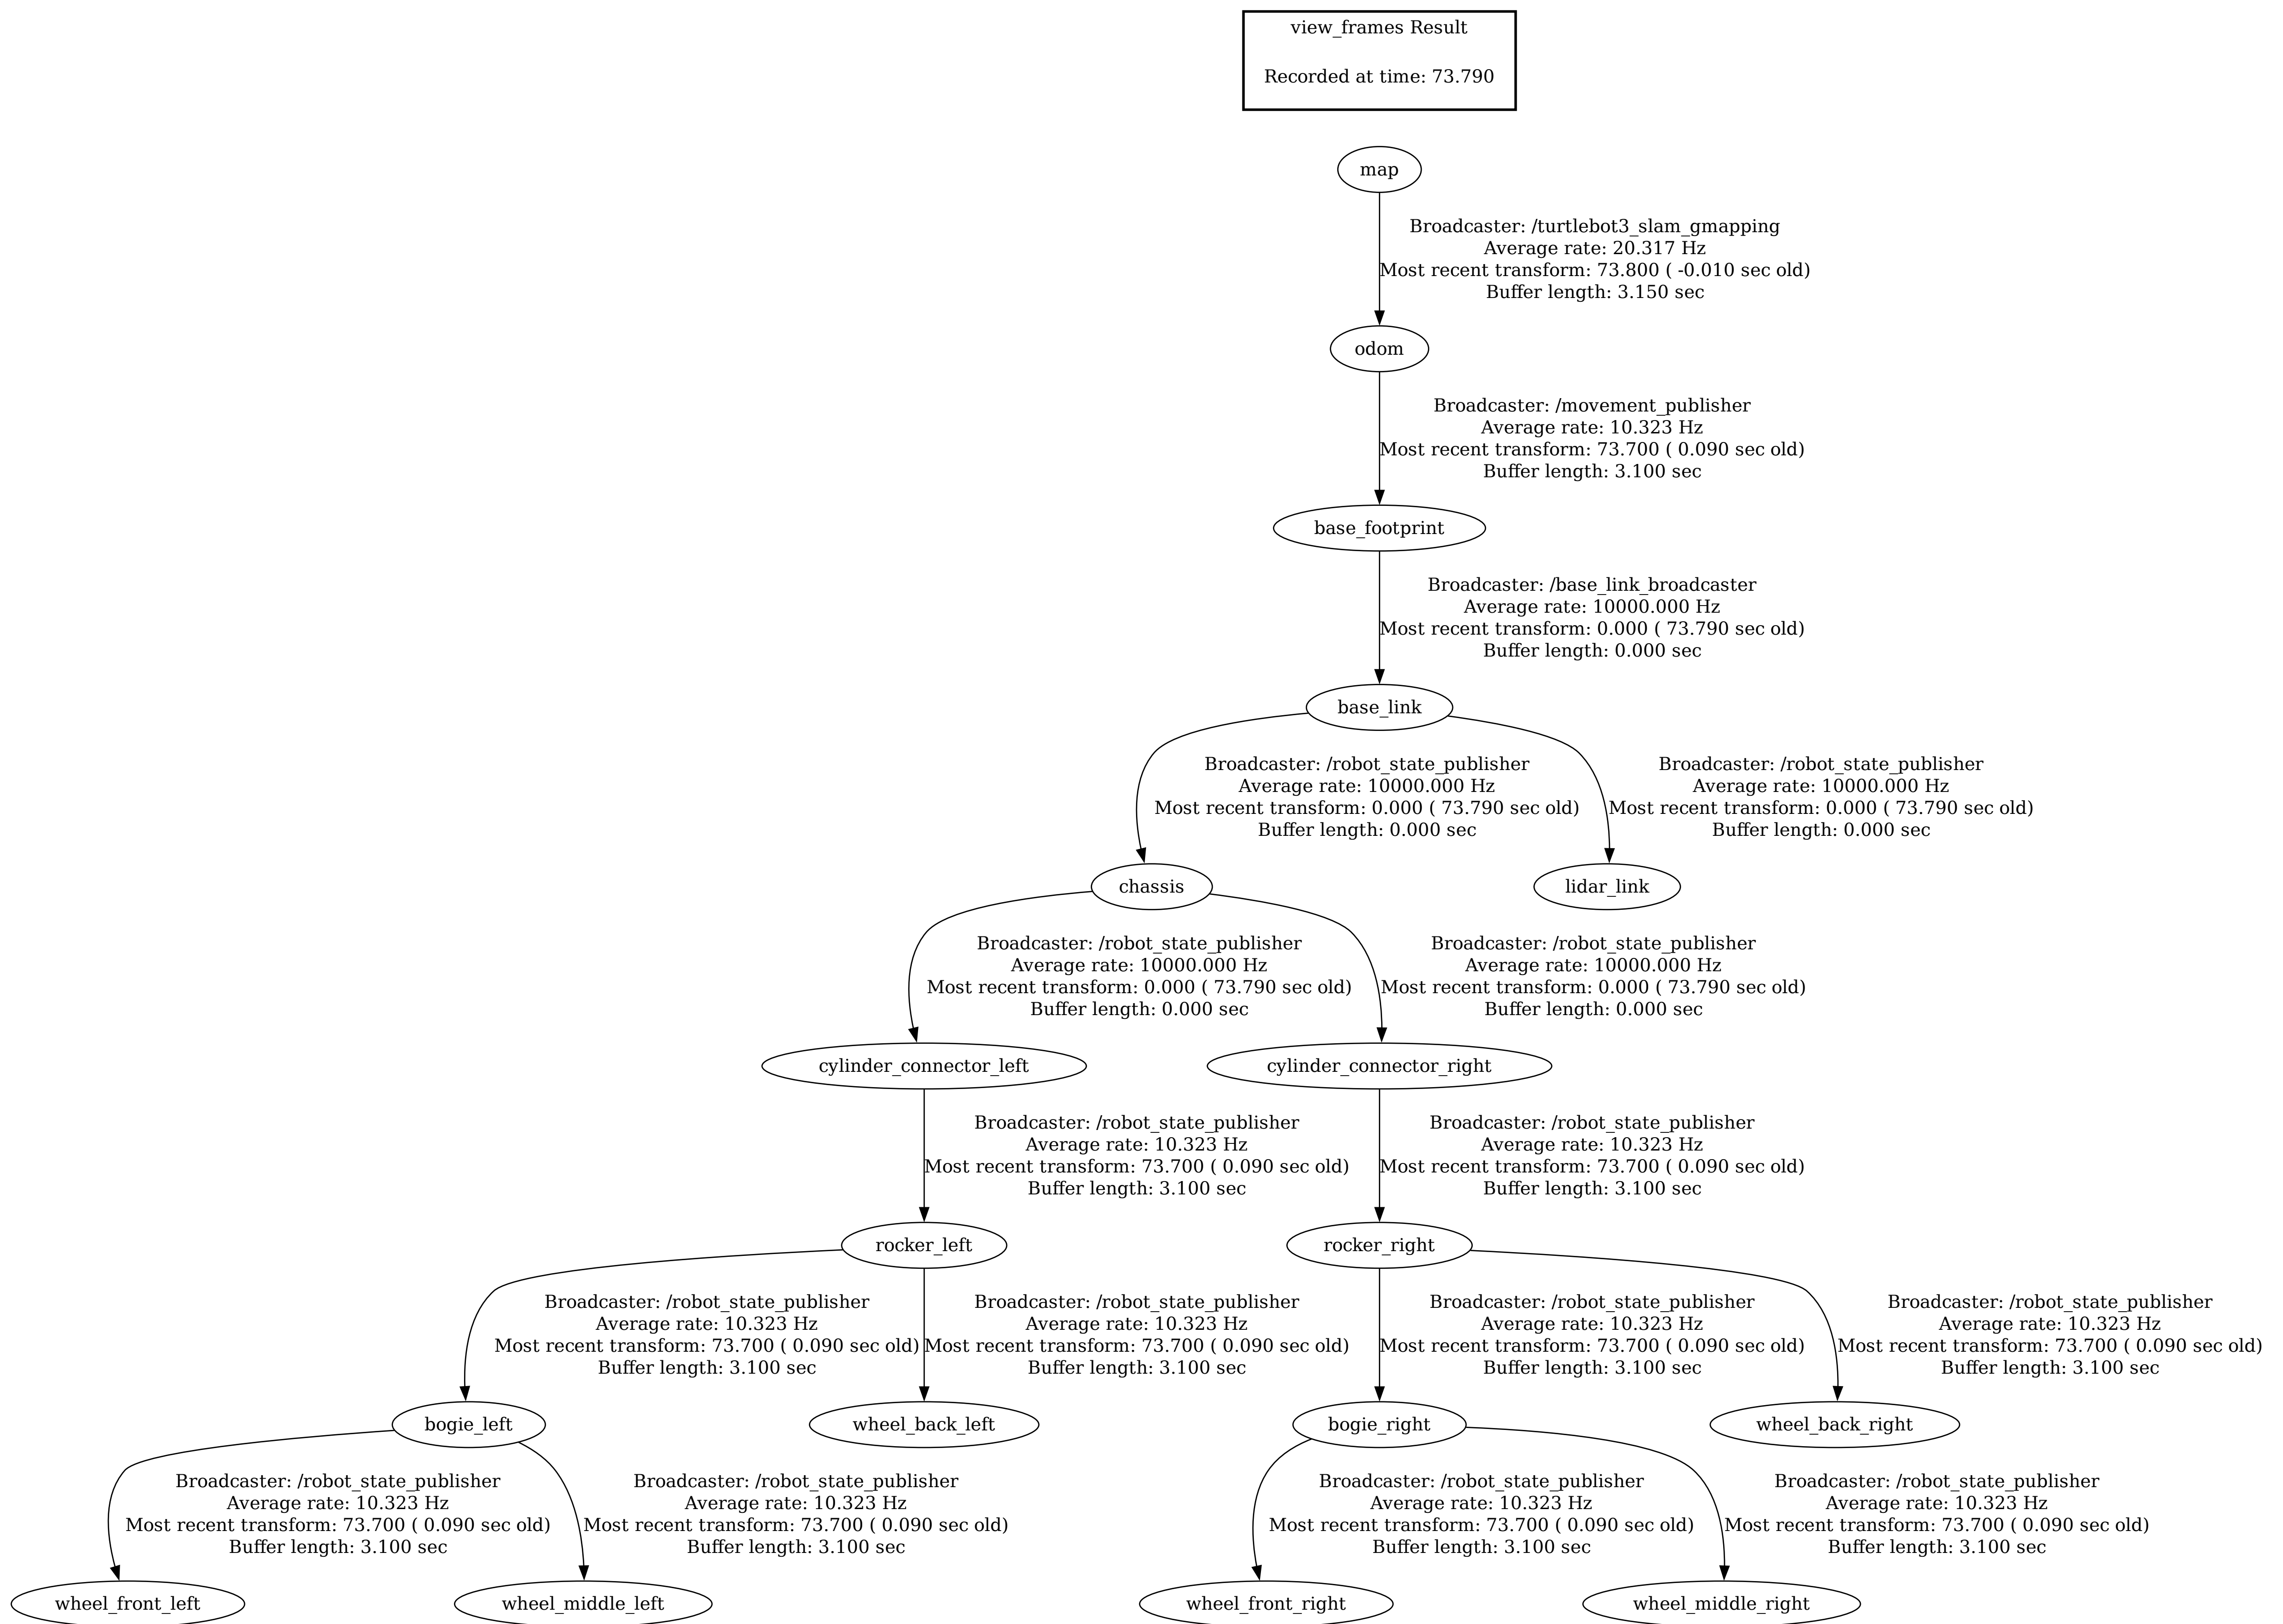 view_frames Result
Recorded at time: 73.790
map
Broadcaster: /turtlebot3_slam_gmapping
Average rate: 20.317 Hz
Most recent transform: 73.800 ( -0.010 sec old)
Buffer length: 3.150 sec
odom
Broadcaster: /movement_publisher
Average rate: 10.323 Hz
Most recent transform: 73.700 ( 0.090 sec old)
Buffer length: 3.100 sec
base_footprint
Broadcaster: /base_link_broadcaster
Average rate: 10000.000 Hz
Most recent transform: 0.000 ( 73.790 sec old)
Buffer length: 0.000 sec
base_link
Broadcaster: /robot_state_publisher
Average rate: 10000.000 Hz
Most recent transform: 0.000 ( 73.790 sec old)
Buffer length: 0.000 sec
Broadcaster: /robot_state_publisher
Average rate: 10000.000 Hz
Most recent transform: 0.000 ( 73.790 sec old)
Buffer length: 0.000 sec
chassis
lidar_link
Broadcaster: /robot_state_publisher
Average rate: 10000.000 Hz
Most recent transform: 0.000 ( 73.790 sec old)
Buffer length: 0.000 sec
Broadcaster: /robot_state_publisher
Average rate: 10000.000 Hz
Most recent transform: 0.000 ( 73.790 sec old)
Buffer length: 0.000 sec
cylinder_connector_left
cylinder_connector_right
Broadcaster: /robot_state_publisher
Average rate: 10.323 Hz
Most recent transform: 73.700 ( 0.090 sec old)
Buffer length: 3.100 sec
Broadcaster: /robot_state_publisher
Average rate: 10.323 Hz
Most recent transform: 73.700 ( 0.090 sec old)
Buffer length: 3.100 sec
rocker_left
rocker_right
Broadcaster: /robot_state_publisher
Average rate: 10.323 Hz
Most recent transform: 73.700 ( 0.090 sec old)
Buffer length: 3.100 sec
Broadcaster: /robot_state_publisher
Average rate: 10.323 Hz
Most recent transform: 73.700 ( 0.090 sec old)
Buffer length: 3.100 sec
Broadcaster: /robot_state_publisher
Average rate: 10.323 Hz
Most recent transform: 73.700 ( 0.090 sec old)
Buffer length: 3.100 sec
Broadcaster: /robot_state_publisher
Average rate: 10.323 Hz
Most recent transform: 73.700 ( 0.090 sec old)
Buffer length: 3.100 sec
bogie_left
wheel_back_left
bogie_right
wheel_back_right
Broadcaster: /robot_state_publisher
Average rate: 10.323 Hz
Most recent transform: 73.700 ( 0.090 sec old)
Buffer length: 3.100 sec
Broadcaster: /robot_state_publisher
Average rate: 10.323 Hz
Most recent transform: 73.700 ( 0.090 sec old)
Buffer length: 3.100 sec
Broadcaster: /robot_state_publisher
Average rate: 10.323 Hz
Most recent transform: 73.700 ( 0.090 sec old)
Buffer length: 3.100 sec
Broadcaster: /robot_state_publisher
Average rate: 10.323 Hz
Most recent transform: 73.700 ( 0.090 sec old)
Buffer length: 3.100 sec
wheel_front_left
wheel_middle_left
wheel_front_right
wheel_middle_right